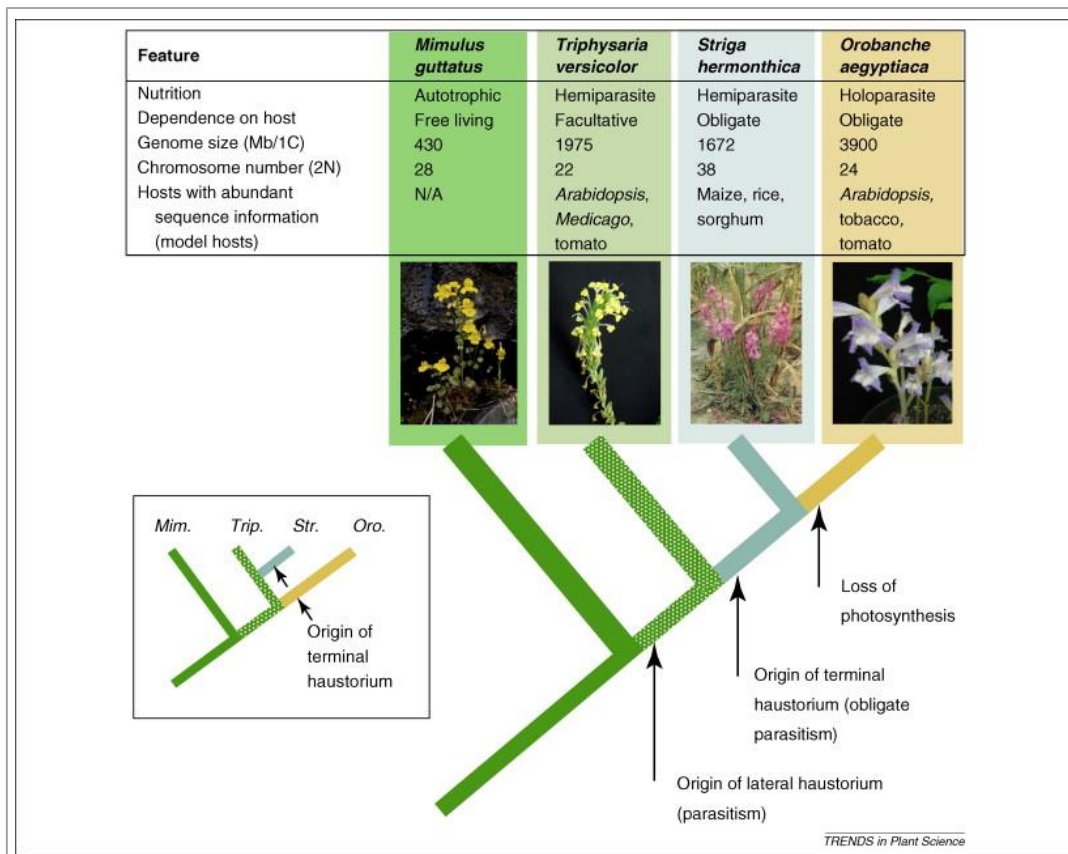 Feature
Mimulus guttatus
Triphysaria versicolor
Striga hermonthica
Orobanche aegyptiaca
Nutrition
Autotrophic
Hemiparasite
Hemiparasite
Holoparasite
Dependence on host
Free living
Facultative
Obligate
Obligate
Genome size (Mb/1C)
430
1975
1672
3900
Chromosome number (2N)
28
22
38
24
Hosts with abundant
sequence information
(model hosts)
N/A
Arabidopsis,
Medicago,
tomato
Maize, rice,
sorghum
Arabidopsis,
tobacco,
tomato
Mim.
Trip.
Str.
Oro.
Origin of
terminal
haustorium
Loss of
photosynthesis
Origin of terminal
haustorium (obligate
parasitism)
Origin of lateral haustorium
(parasitism)
TRENDS in Plant Science